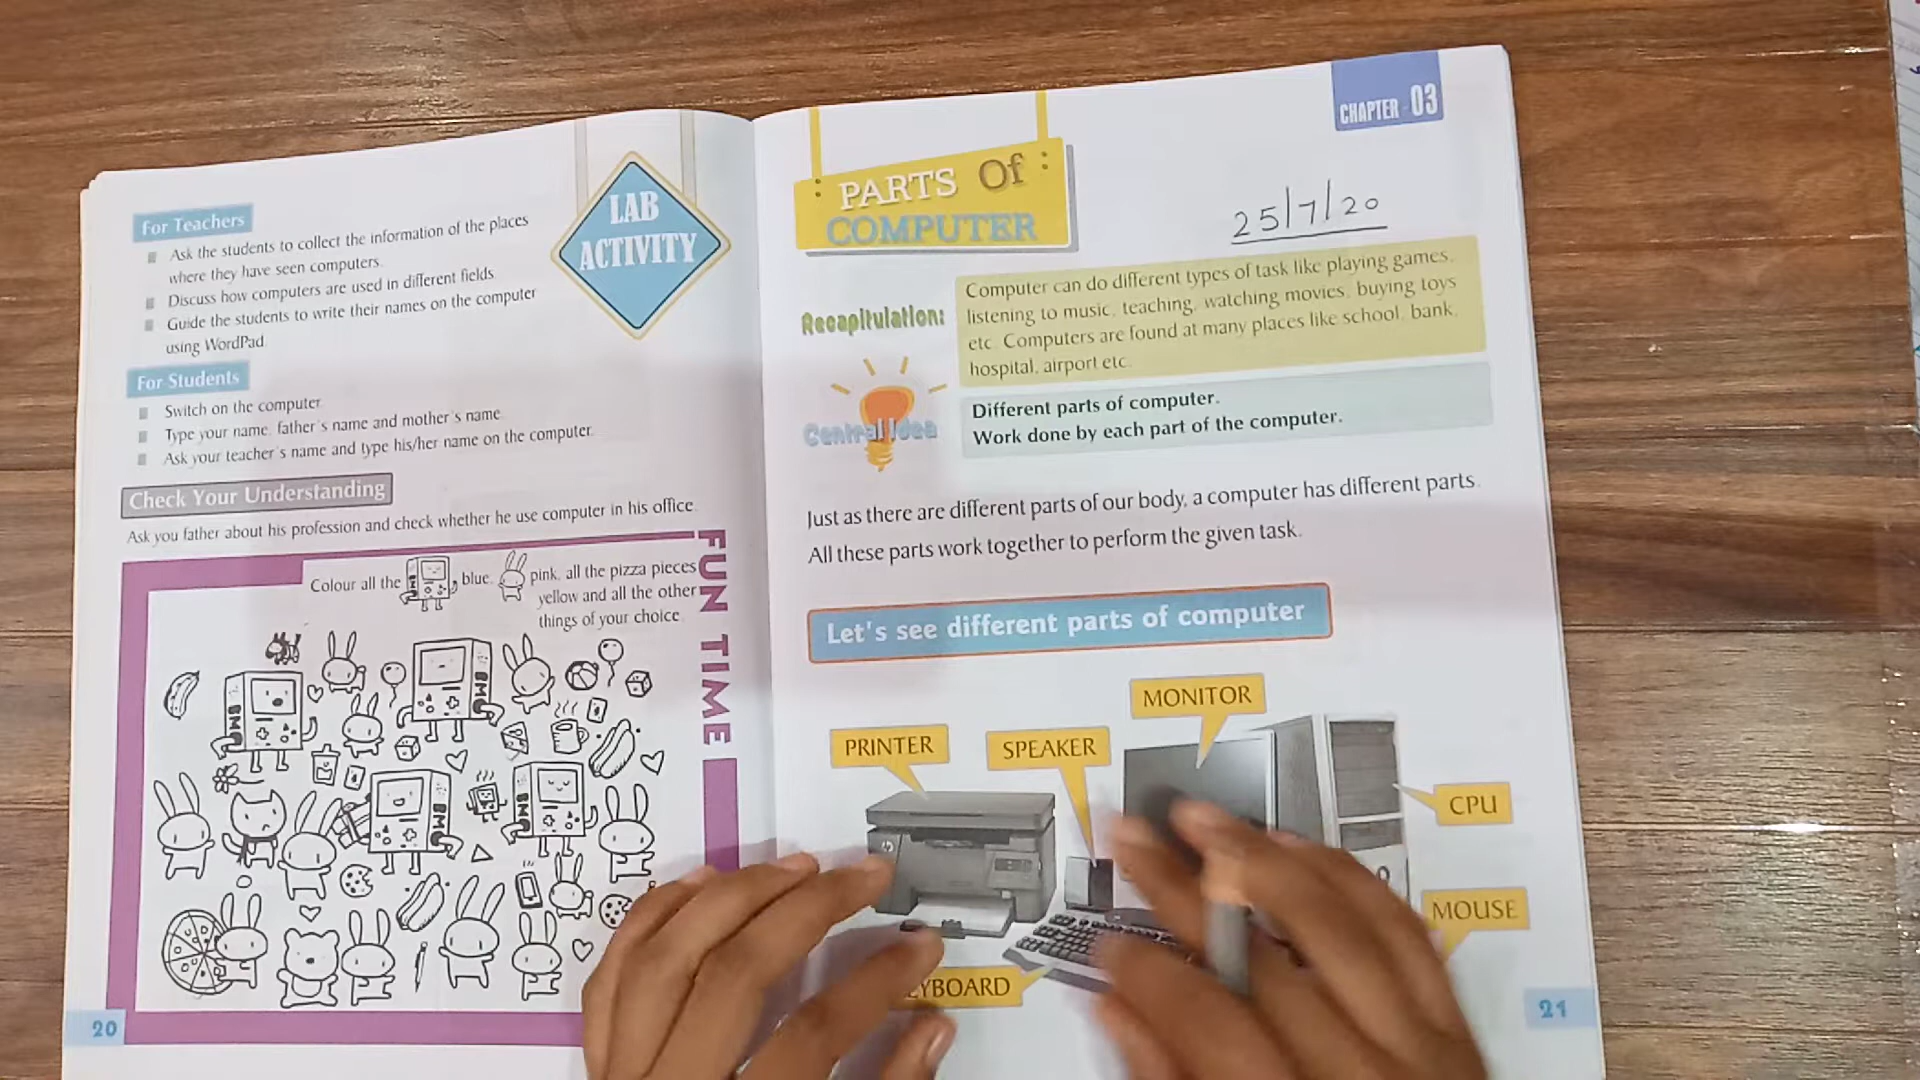 For Teachers
Ask the students to collect the information of the places
where they have seen computers.
Discuss how computers are used in different fields
Guide the students to write their names on the computer
using WordPad
LAB
ACTIVITY
For Students
Switch on the computer
Type your name, father's name and mother's name
Ask your teacher's name and type his/her name on the computer.
Check Your Understanding
Ask you father about his profession and check whether he use computer in his office.
FUN TIME
Colour all the , blue, pink, all the pizza pieces
yellow and all the other
things of your choice
BMO
BMO
BMO
BMO
20
CHAPTER - 03
PARTS Of
COMPUTER
25/7/20
Recapitulation:
Computer can do different types of task like playing games,
listening to music, teaching, watching movies, buying toys
etc. Computers are found at many places like school, bank,
hospital, airport etc.
Central Idea
Different parts of computer.
Work done by each part of the computer.
Just as there are different parts of our body, a computer has different parts.
All these parts work together to perform the given task.
Let's see different parts of computer
MONITOR
PRINTER
SPEAKER
CPU
hp
MOUSE
YBOARD
21